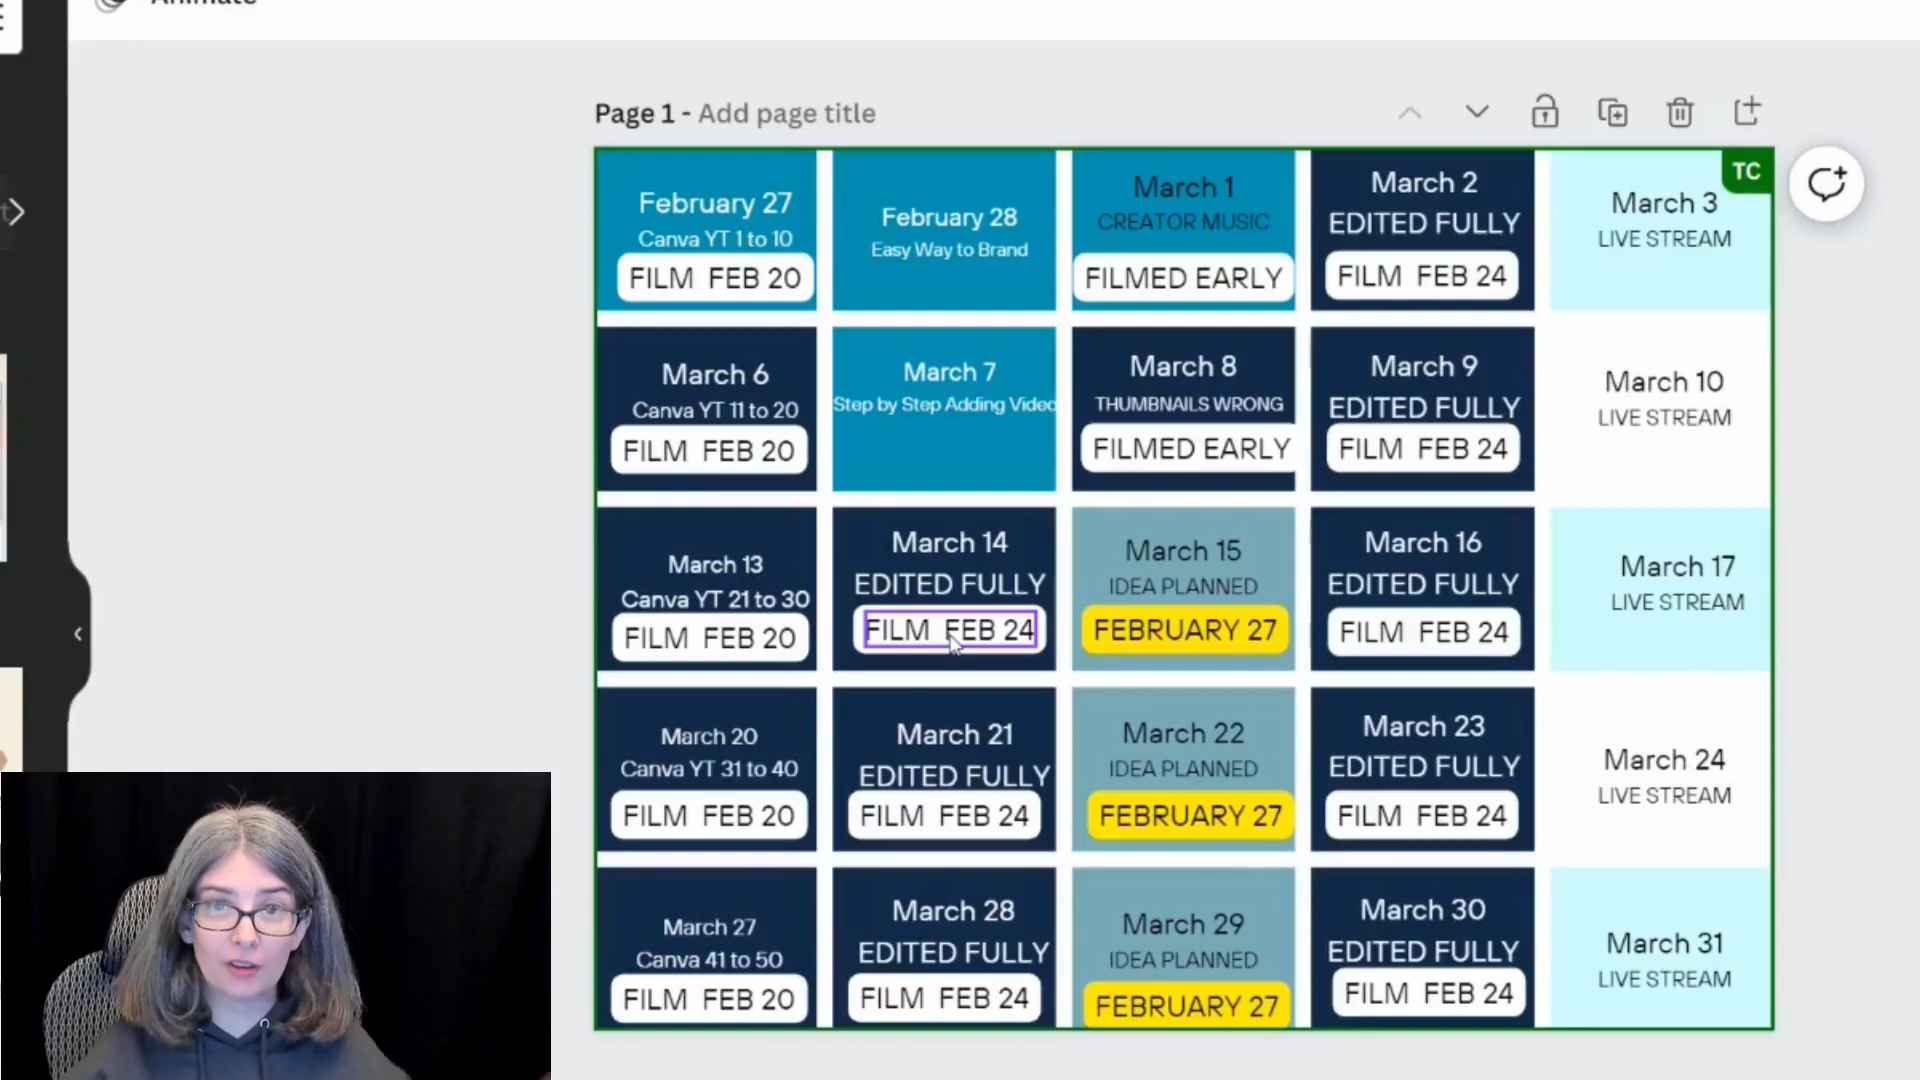 Animate
Page 1 - Add page title
TC
February 27
Canva YT 1 to 10
FILM FEB 20
February 28
Easy Way to Brand
March 1
CREATOR MUSIC
FILMED EARLY
March 2
EDITED FULLY
FILM FEB 24
March 3
LIVE STREAM
March 6
Canva YT 11 to 20
FILM FEB 20
March 7
Step by Step Adding Video
March 8
THUMBNAILS WRONG
FILMED EARLY
March 9
EDITED FULLY
FILM FEB 24
March 10
LIVE STREAM
March 13
Canva YT 21 to 30
FILM FEB 20
March 14
EDITED FULLY
FILM FEB 24
March 15
IDEA PLANNED
FEBRUARY 27
March 16
EDITED FULLY
FILM FEB 24
March 17
LIVE STREAM
March 20
Canva YT 31 to 40
FILM FEB 20
March 21
EDITED FULLY
FILM FEB 24
March 22
IDEA PLANNED
FEBRUARY 27
March 23
EDITED FULLY
FILM FEB 24
March 24
LIVE STREAM
March 27
Canva 41 to 50
FILM FEB 20
March 28
EDITED FULLY
FILM FEB 24
March 29
IDEA PLANNED
FEBRUARY 27
March 30
EDITED FULLY
FILM FEB 24
March 31
LIVE STREAM